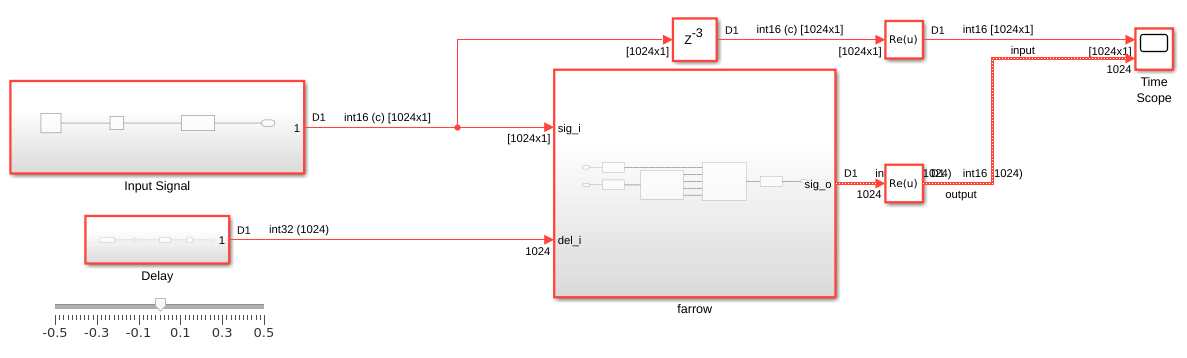 Z-3
D1
int16 (c) [1024x1]
[1024x1]
[1024x1]
Re(u)
D1
int16 [1024x1]
input
[1024x1]
1024
Time
Scope
1
D1
int16 (c) [1024x1]
[1024x1]
sig_i
Input Signal
sig_o
D1
1024
Re(u)
int16
1024)
output
1
D1
int32 (1024)
1024
del_i
Delay
farrow
-0.5 -0.3 -0.1 0.1 0.3 0.5